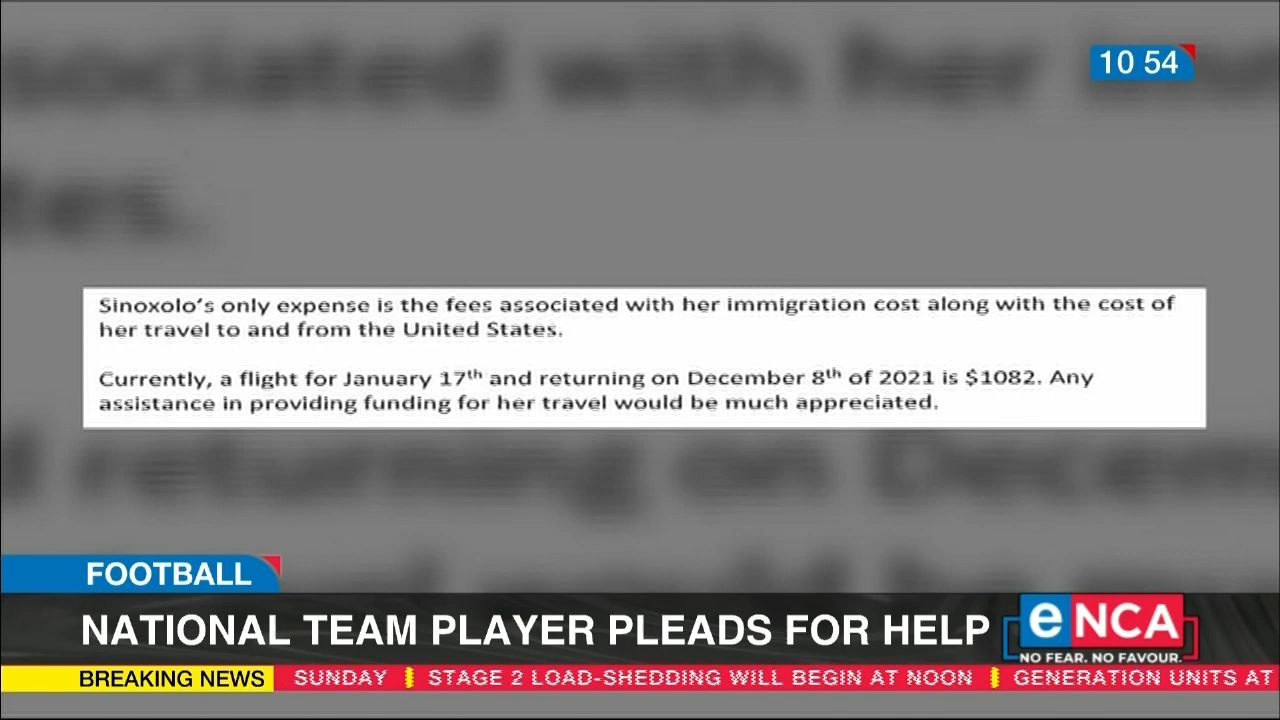 10 54
Sinoxolo's only expense is the fees associated with her immigration cost along with the cost of
her travel to and from the United States.
Currently, a flight for January 17th and returning on December 8th of 2021 is $1082. Any
assistance in providing funding for her travel would be much appreciated.
FOOTBALL
NATIONAL TEAM PLAYER PLEADS FOR HELP
eNCA
NO FEAR. NO FAVOUR.
BREAKING NEWS SUNDAY STAGE 2 LOAD-SHEDDING WILL BEGIN AT NOON GENERATION UNITS AT